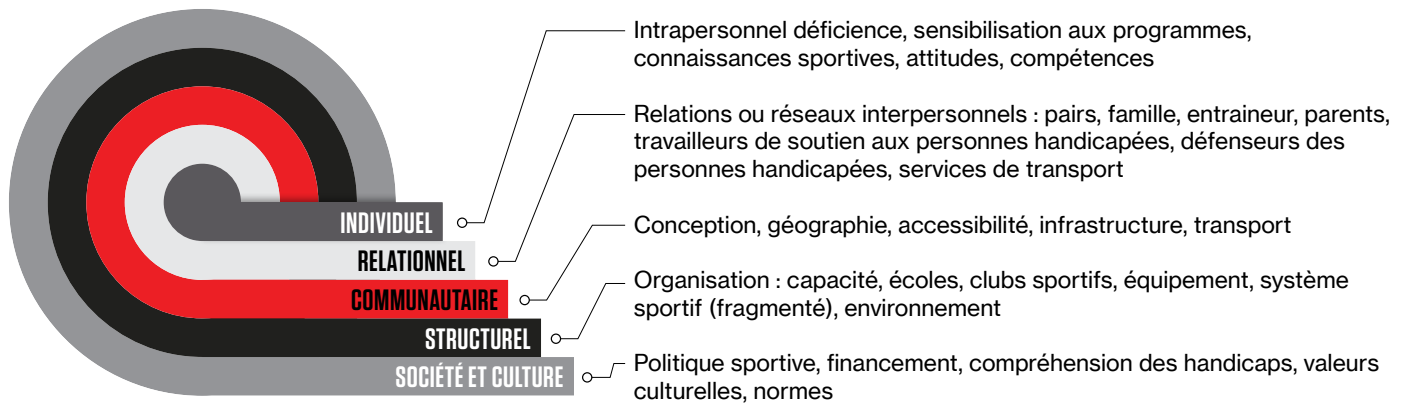 Intrapersonnel déficience, sensibilisation aux programmes,
connaissances sportives, attitudes, compétences
Relations ou réseaux interpersonnels : pairs, famille, entraineur, parents,
travailleurs de soutien aux personnes handicapées, défenseurs des
personnes handicapées, services de transport
INDIVIDUEL
Conception, géographie, accessibilité, infrastructure, transport
RELATIONNEL
Organisation : capacité, écoles, clubs sportifs, équipement, système
sportif (fragmenté), environnement
COMMUNAUTAIRE
STRUCTUREL
Politique sportive, financement, compréhension des handicaps, valeurs
culturelles, normes
SOCIÉTÉ ET CULTURE